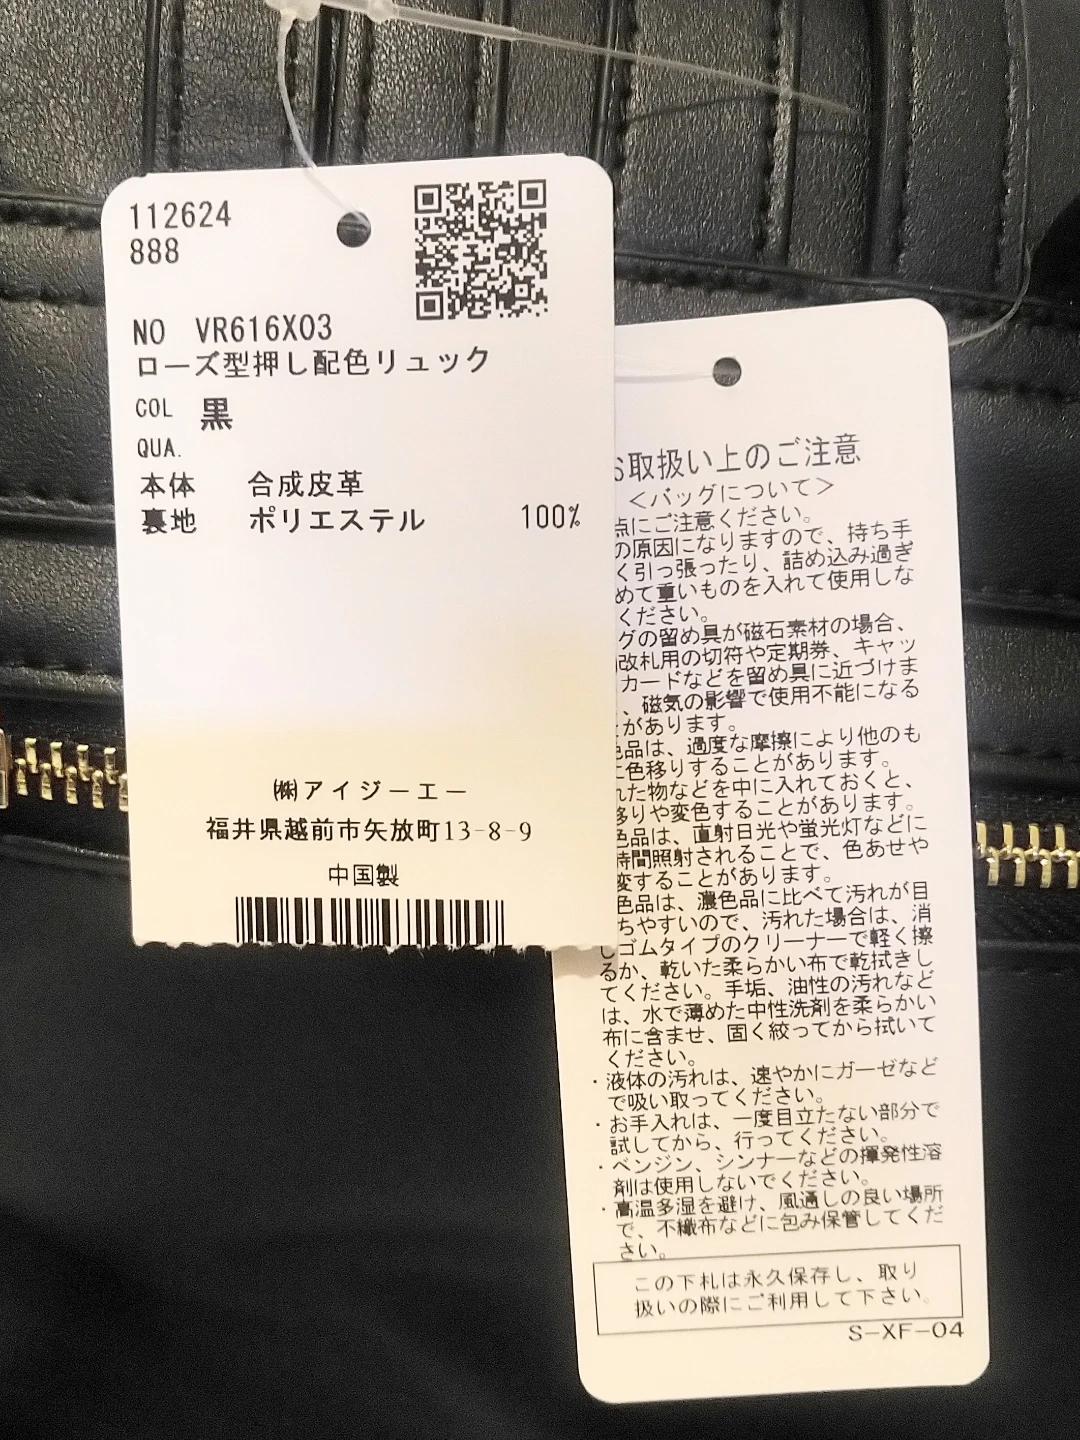 112624
888
NO VR616X03
ローズ型押し配色リュック
COL 黒
QUA.
本体 合成皮革
裏地 ポリエステル 100%
㈱アイジーエー
福井県越前市矢放町13-8-9
中国製
お取扱い上のご注意
<バッグについて>
点にご注意ください。
の原因になりますので、持ち手
く引っ張ったり、詰め込み過ぎ
めて重いものを入れて使用しな
ください。
グの留め具が磁石素材の場合、
改札用の切符や定期券、キャッ
カードなどを留め具に近づけま
、磁気の影響で使用不能になる
があります。
色品は、過度な摩擦により他のも
に色移りすることがあります。
れた物などを中に入れておくと、
移りや変色することがあります。
色品は、直射日光や蛍光灯などに
時間照射されることで、色あせや
変することがあります。
色品は、濃色品に比べて汚れが目
ちやすいので、汚れた場合は、消
しゴムタイプのクリーナーで軽く擦
るか、乾いた柔らかい布で乾拭きし
てください。手垢、油性の汚れなど
は、水で薄めた中性洗剤を柔らかい
布に含ませ、固く絞ってから拭いて
ください。
・液体の汚れは、速やかにガーゼなど
で吸い取ってください。
・お手入れは、一度目立たない部分で
試してから、行ってください。
・ベンジン、シンナーなどの揮発性溶
剤は使用しないでください。
・高温多湿を避け、風通しの良い場所
で、不織布などに包み保管してくだ
さい。
この下札は永久保存し、取り
扱いの際にご利用して下さい。
S-XF-04